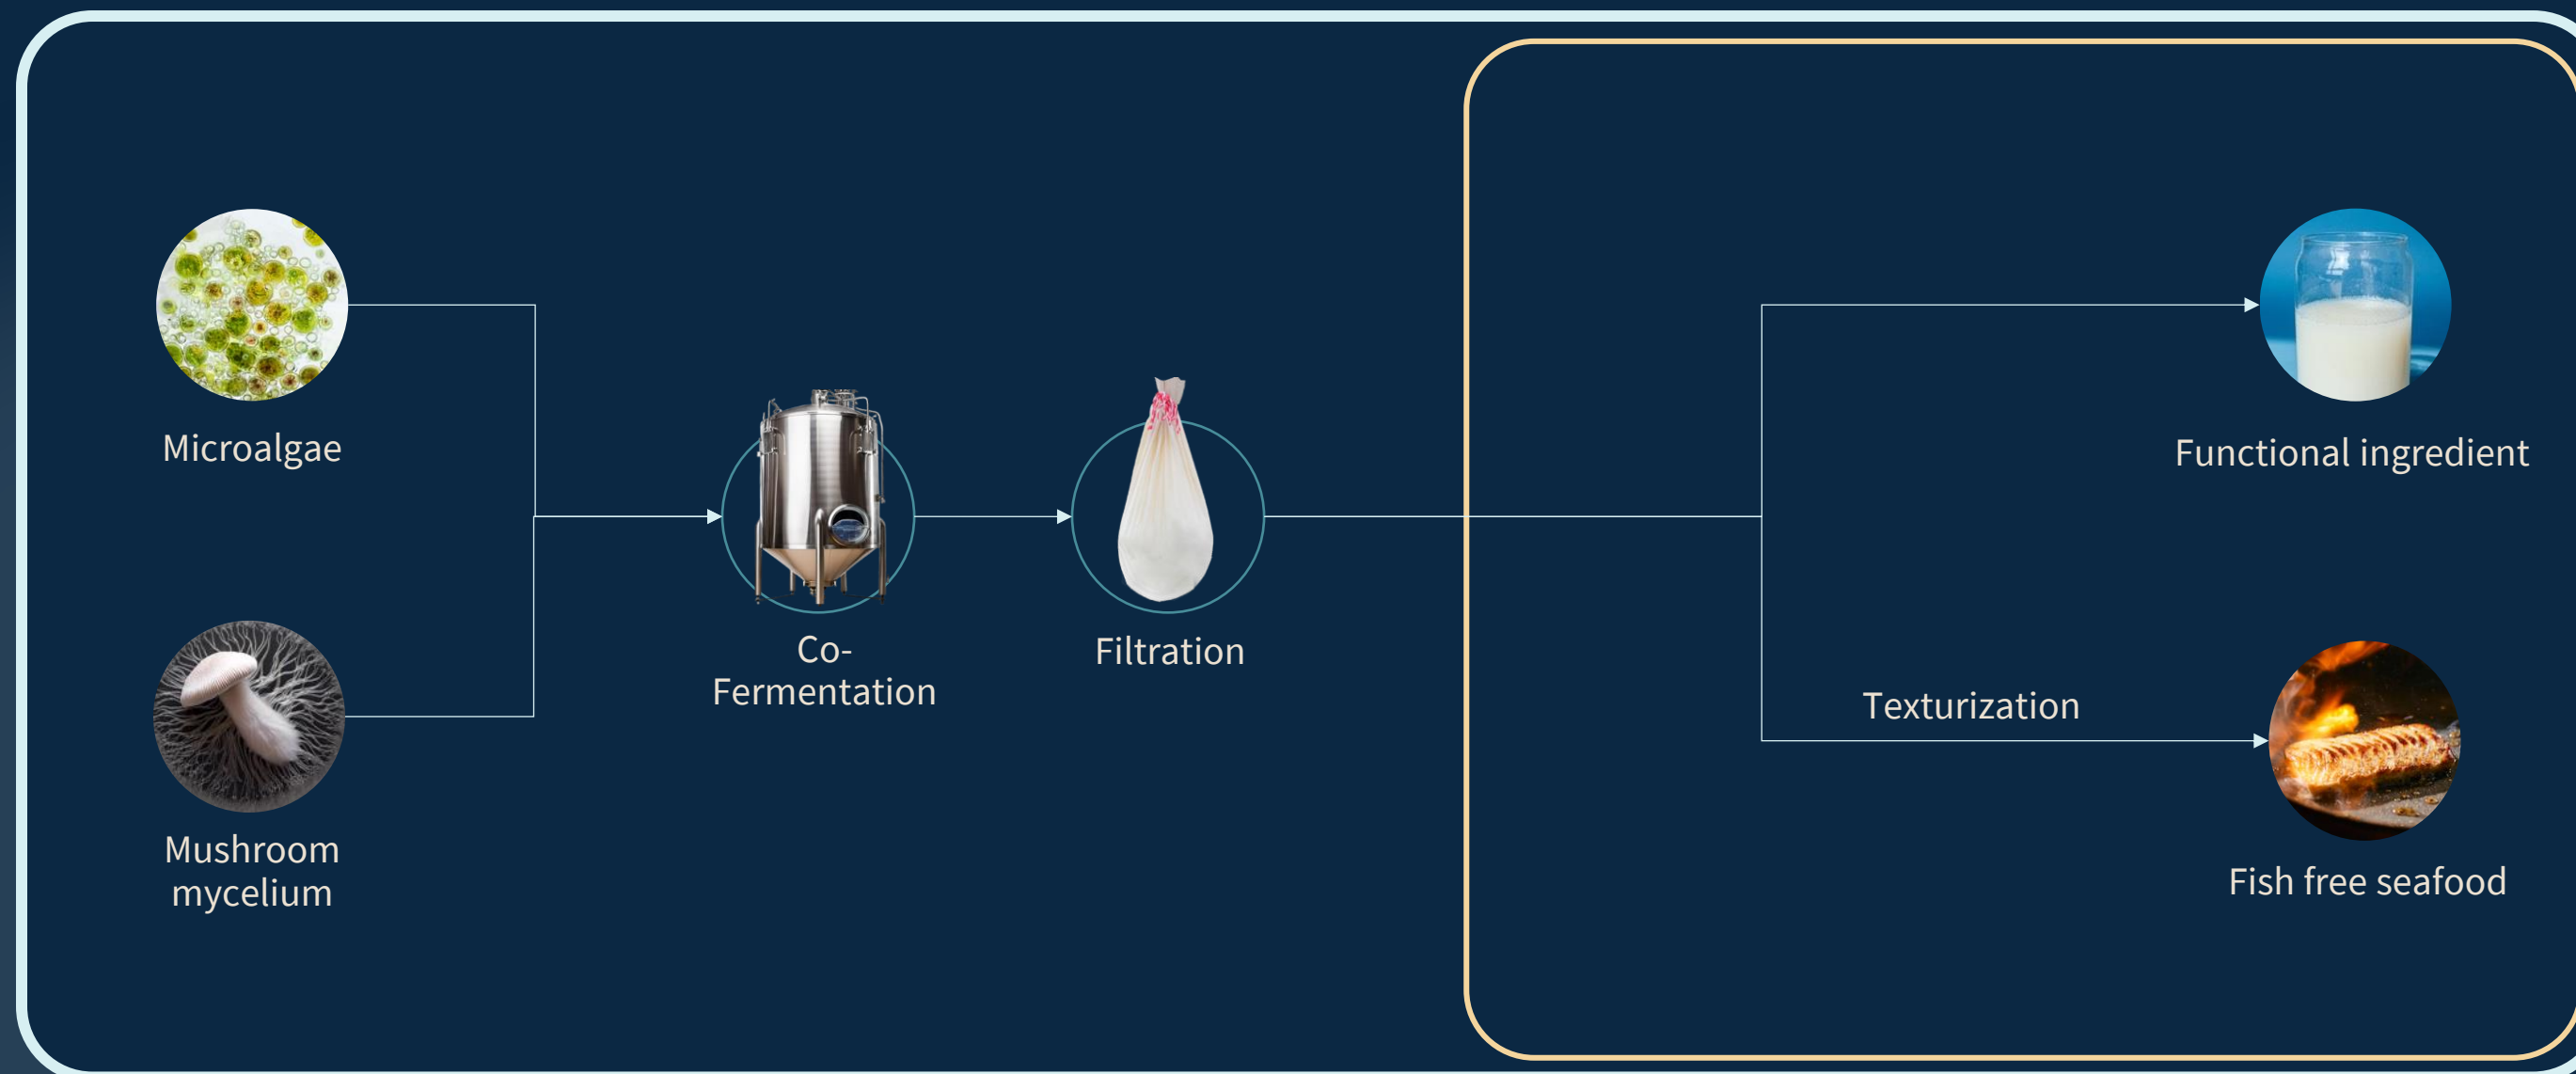 Microalgae
Mushroom
mycelium
Co-
Fermentation
Filtration
Functional ingredient
Texturization
Fish free seafood